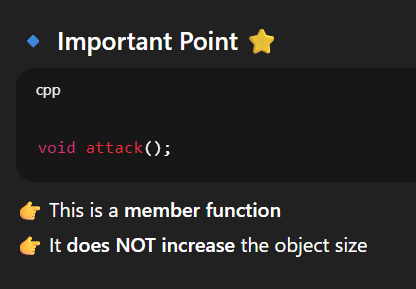 🔹 Important Point ⭐
cpp
void attack();
👉 This is a member function
👉 It does NOT increase the object size